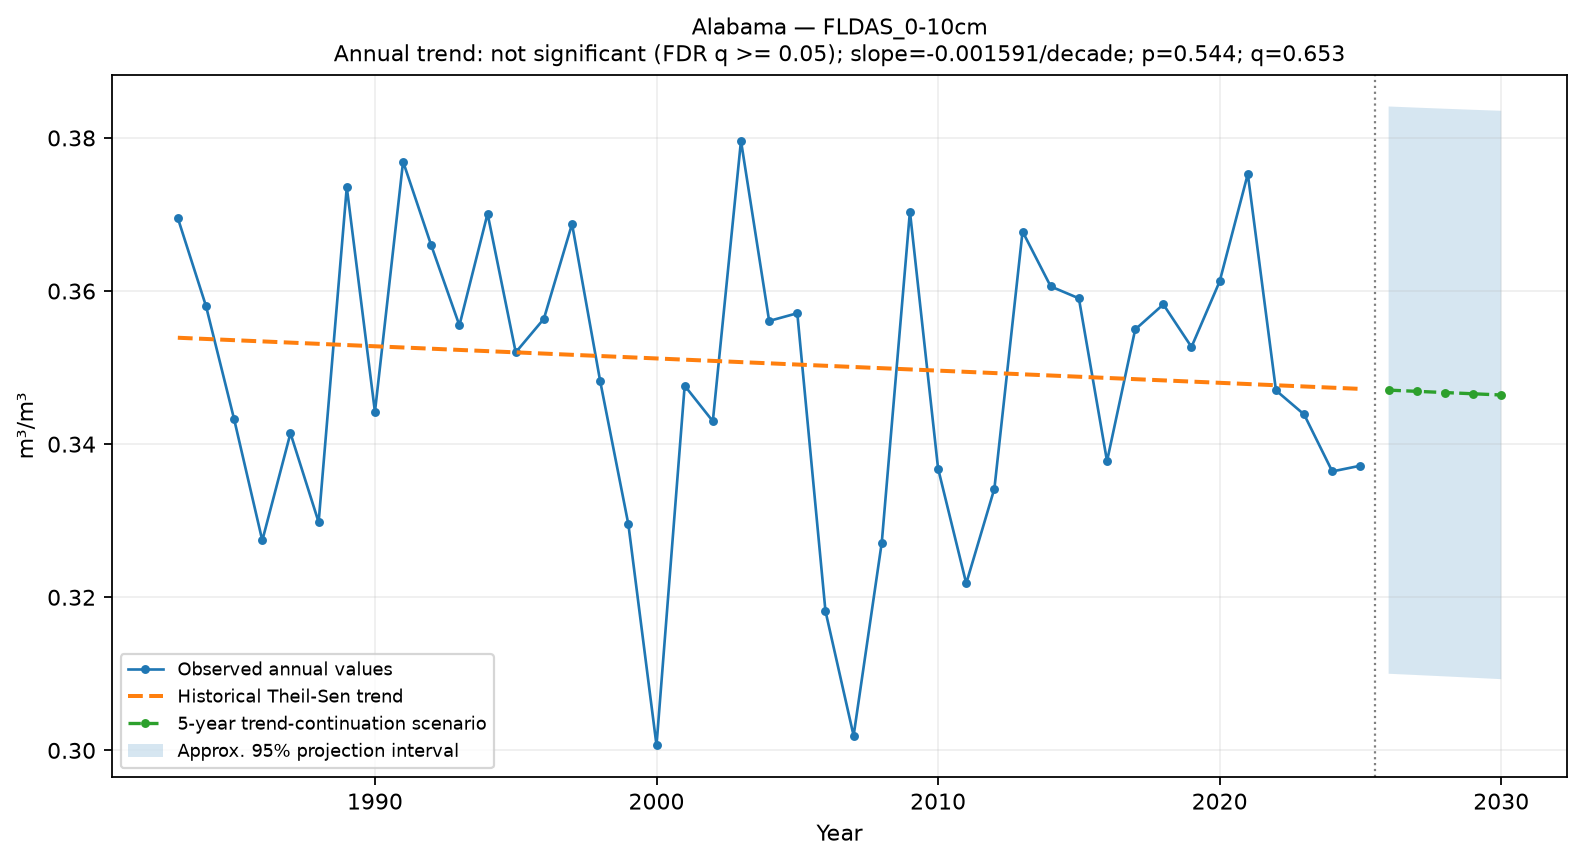 Alabama — FLDAS_0-10cm
Annual trend: not significant (FDR q >= 0.05); slope=-0.001591/decade; p=0.544; q=0.653
0.38
0.36
0.34
0.32
0.30
m³/m³
Observed annual values
Historical Theil-Sen trend
5-year trend-continuation scenario
Approx. 95% projection interval
1990
2000
2010
2020
2030
Year